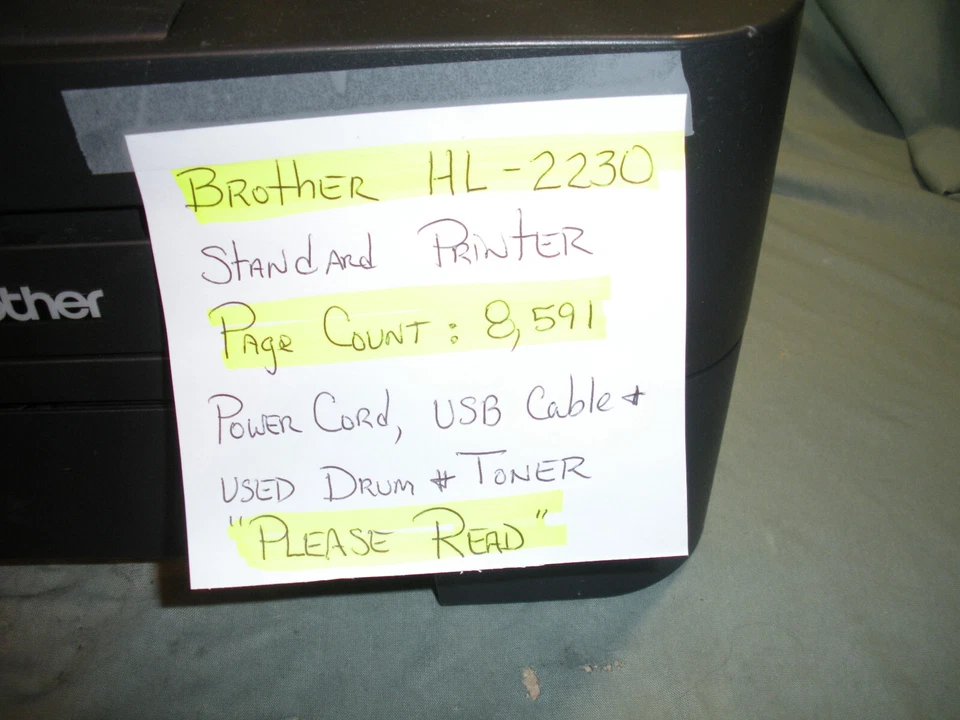 Brother HL-2230
Standard Printer
other
Page Count: 8,591
Power Cord, USB Cable &
USED Drum & Toner
"Please Read"